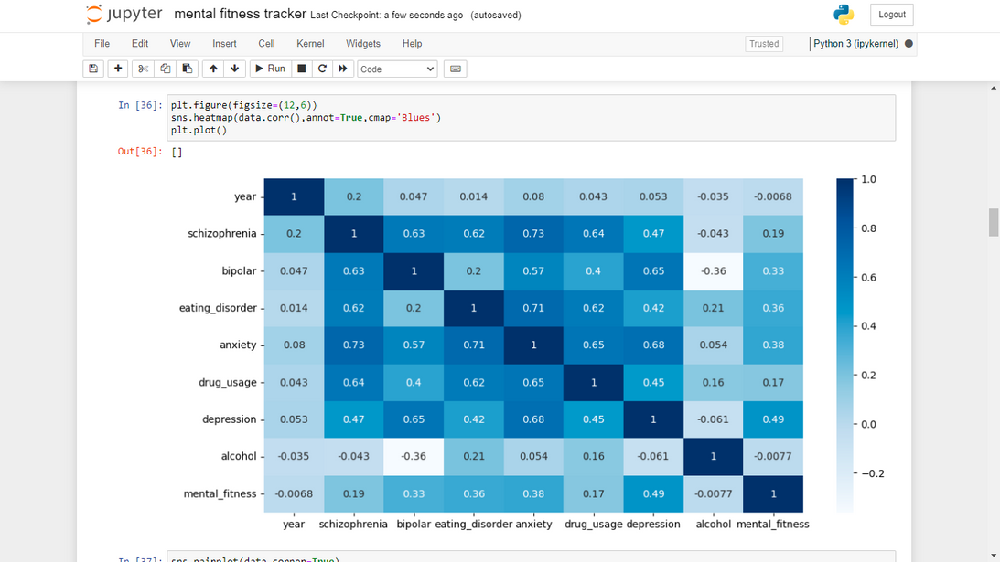 jupyter mental fitness tracker Last Checkpoint: a few seconds ago (autosaved) Logout
File Edit View Insert Cell Kernel Widgets Help Trusted Python 3 (ipykernel)
Run Code
In [36]: plt.figure(figsize=(12,6))
sns.heatmap(data.corr(),annot=True,cmap='Blues')
plt.plot()
Out[36]: []
year 1 0.2 0.047 0.014 0.08 0.043 0.053 -0.035 -0.0068 1.0
schizophrenia 0.2 1 0.63 0.62 0.73 0.64 0.47 -0.043 0.19 0.8
bipolar 0.047 0.63 1 0.2 0.57 0.4 0.65 -0.36 0.33 0.6
eating_disorder 0.014 0.62 0.2 1 0.71 0.62 0.42 0.21 0.36 0.4
anxiety 0.08 0.73 0.57 0.71 1 0.65 0.68 0.054 0.38
drug_usage 0.043 0.64 0.4 0.62 0.65 1 0.45 0.16 0.17 0.2
depression 0.053 0.47 0.65 0.42 0.68 0.45 1 -0.061 0.49 0.0
alcohol -0.035 -0.043 -0.36 0.21 0.054 0.16 -0.061 1 -0.0077 −0.2
mental_fitness -0.0068 0.19 0.33 0.36 0.38 0.17 0.49 -0.0077 1
year schizophrenia bipolar eating_disorder anxiety drug_usage depression alcohol mental_fitness
In [37]: sns.pairplot(data,corner=True)